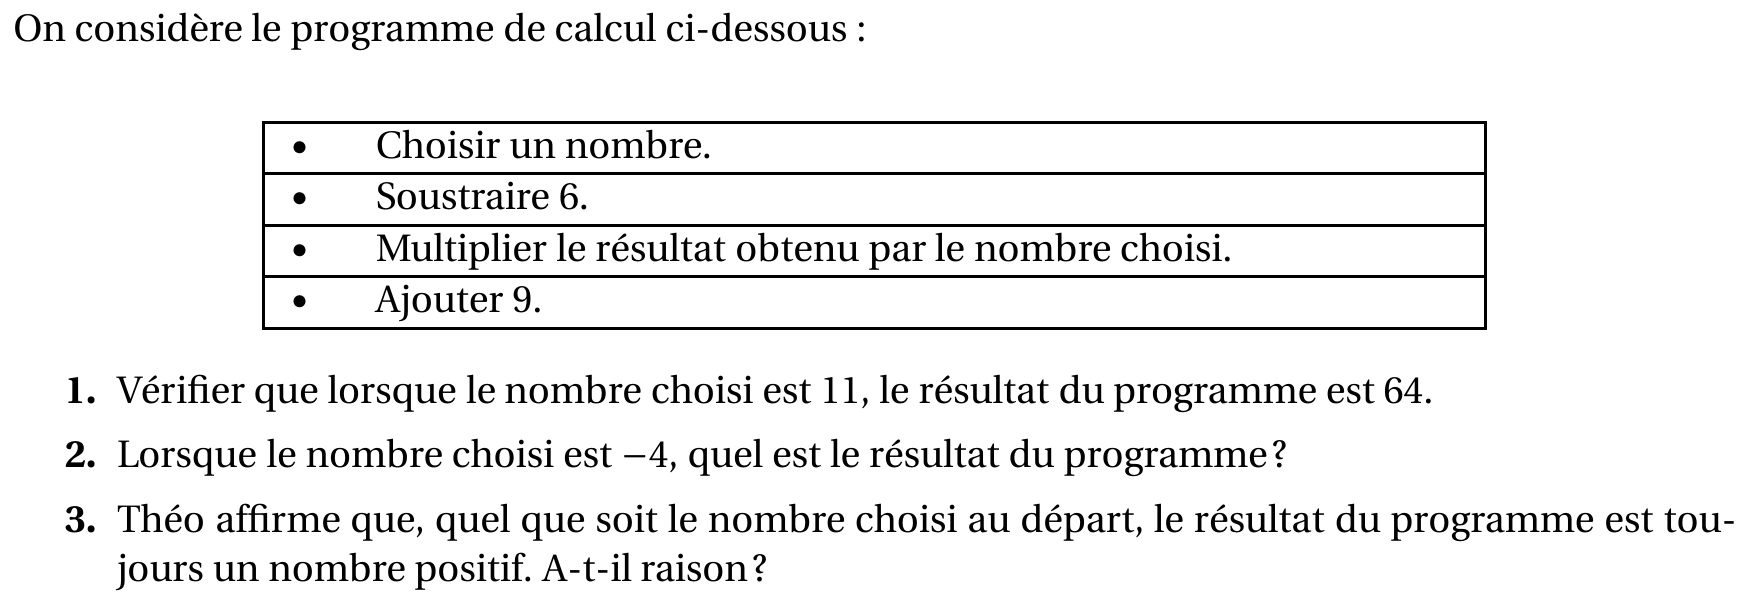 On considère le programme de calcul ci-dessous :
• Choisir un nombre.
• Soustraire 6.
• Multiplier le résultat obtenu par le nombre choisi.
• Ajouter 9.
1. Vérifier que lorsque le nombre choisi est 11, le résultat du programme est 64.
2. Lorsque le nombre choisi est −4, quel est le résultat du programme ?
3. Théo affirme que, quel que soit le nombre choisi au départ, le résultat du programme est tou-
jours un nombre positif. A-t-il raison ?